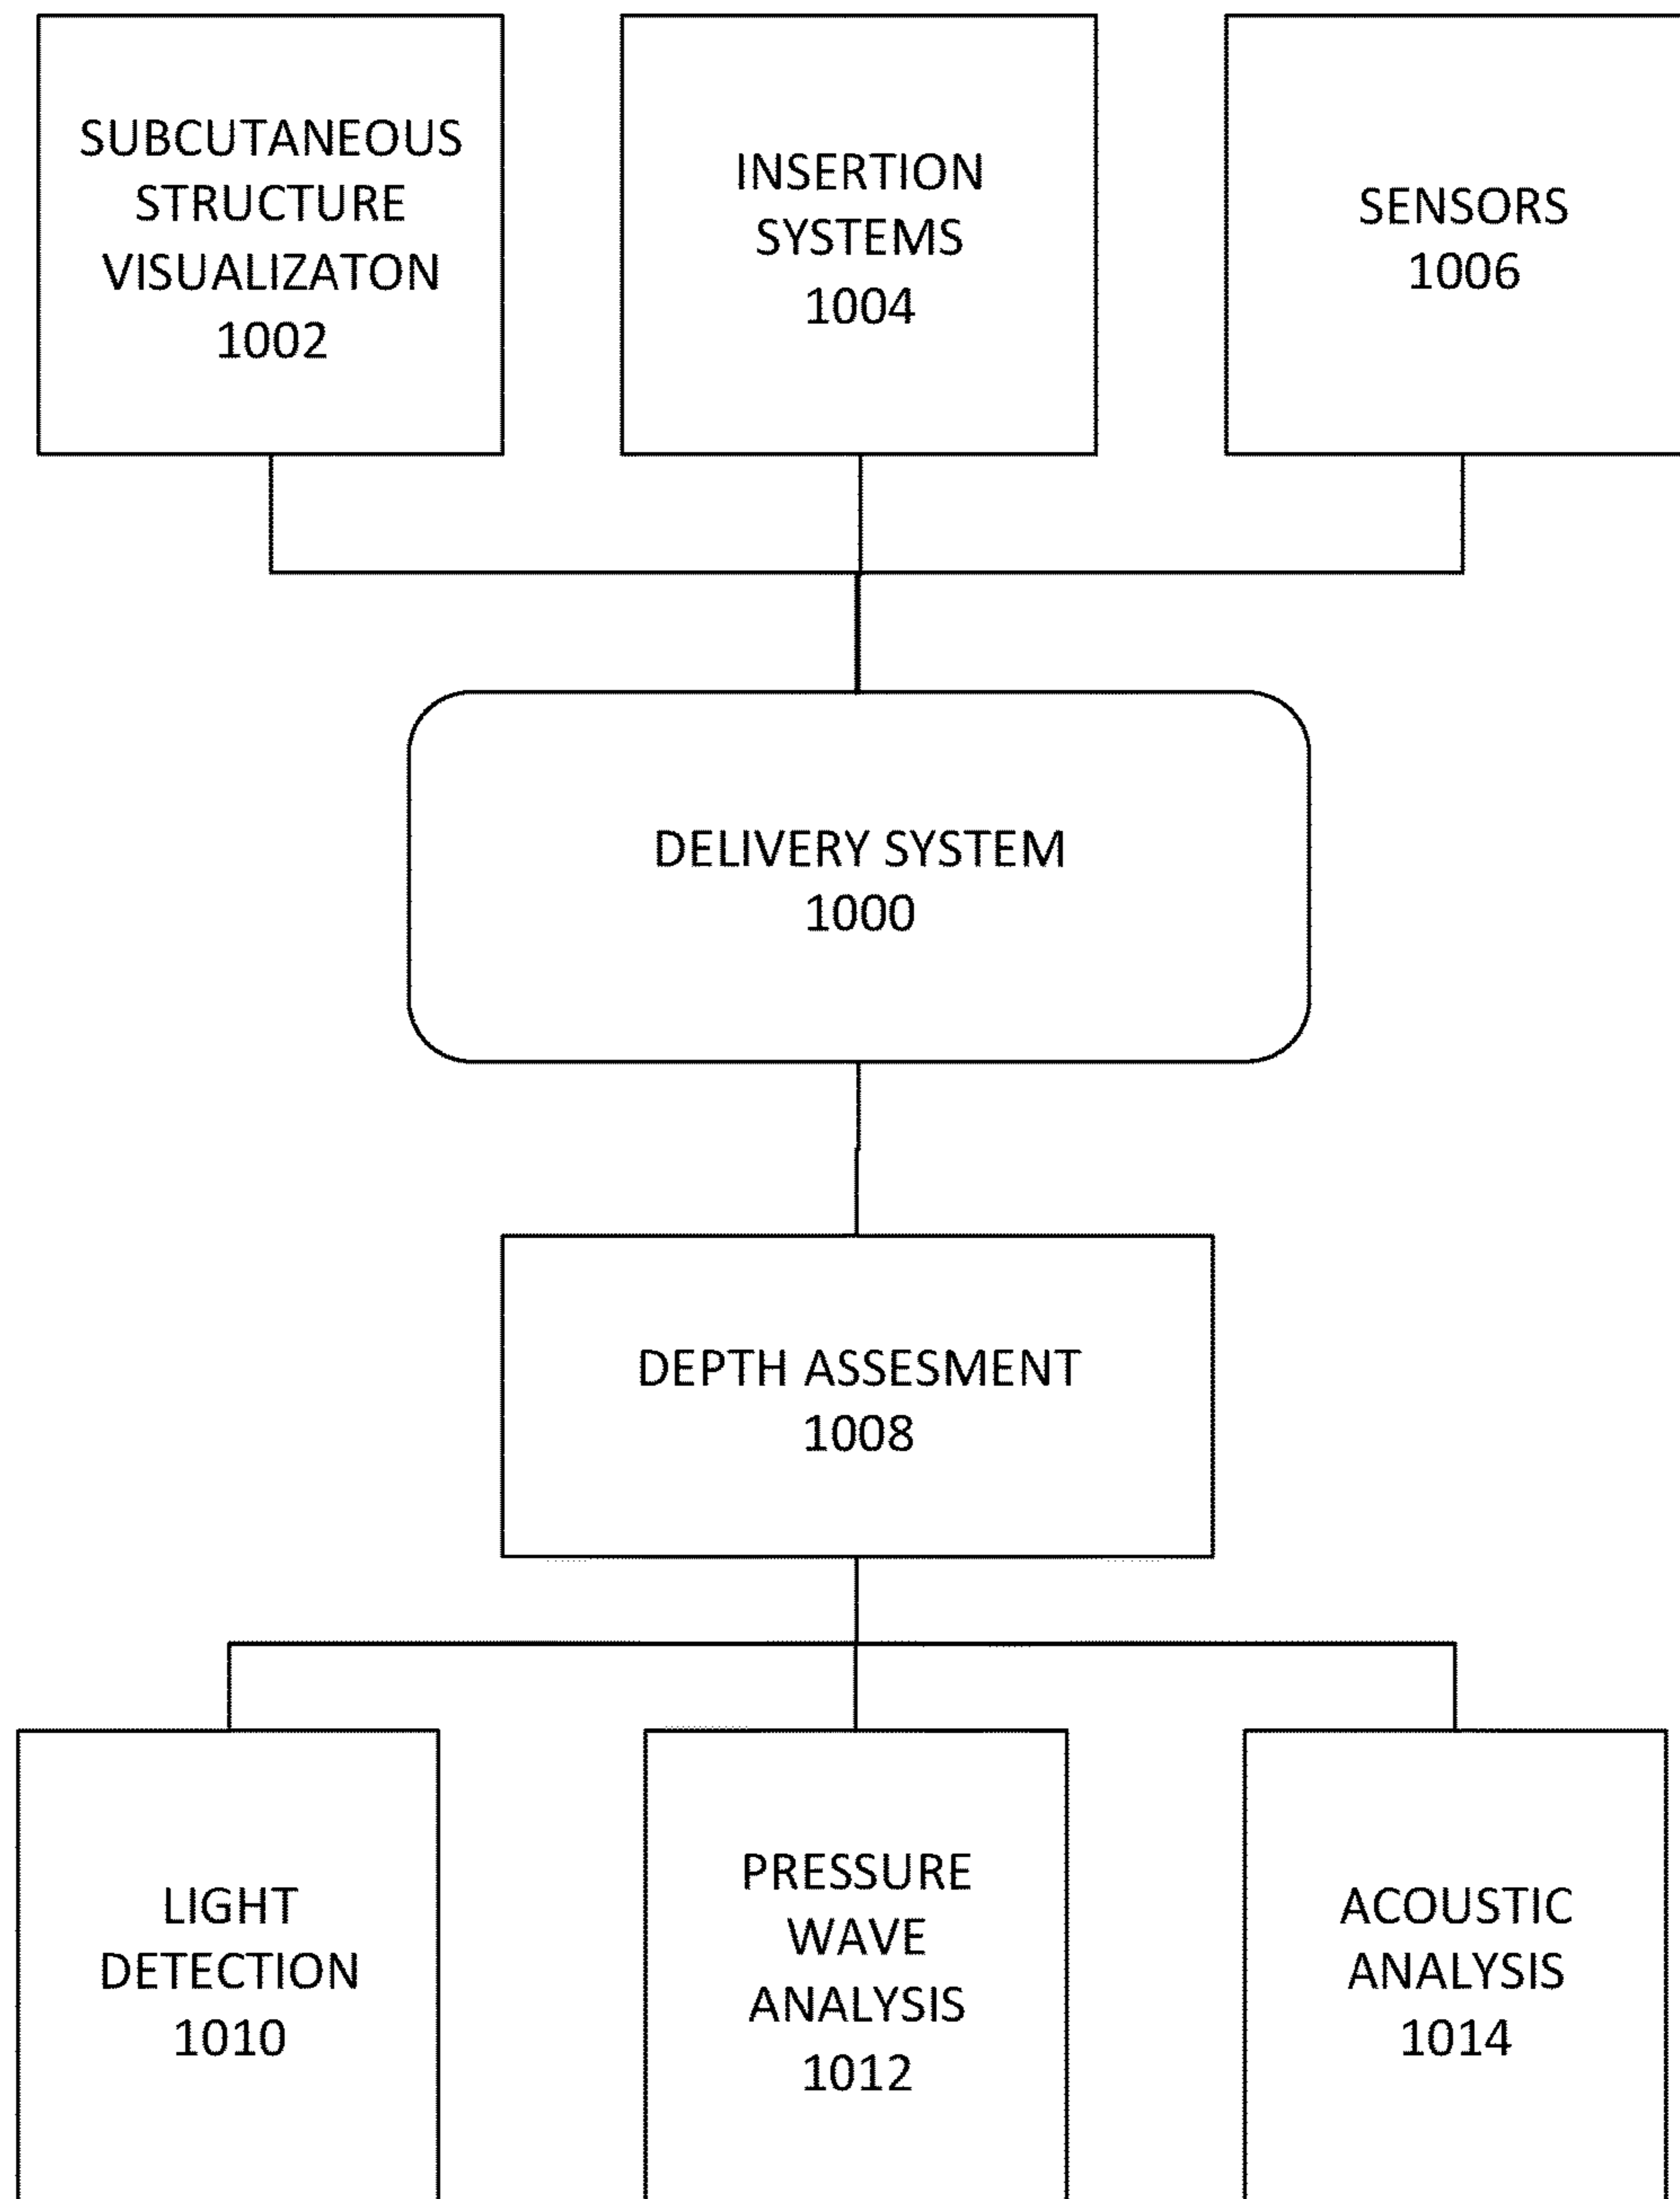 SUBCUTANEOUS
STRUCTURE
VISUALIZATON
1002
INSERTION
SYSTEMS
1004
SENSORS
1006
DELIVERY SYSTEM
1000
DEPTH ASSESMENT
1008
LIGHT
DETECTION
1010
PRESSURE
WAVE
ANALYSIS
1012
ACOUSTIC
ANALYSIS
1014